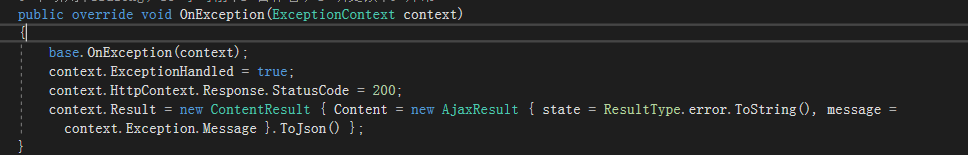 public override void OnException(ExceptionContext context)
{
base.OnException(context);
context.ExceptionHandled = true;
context.HttpContext.Response.StatusCode = 200;
context.Result = new ContentResult { Content = new AjaxResult { state = ResultType.error.ToString(), message =
context.Exception.Message }.ToJson() };
}